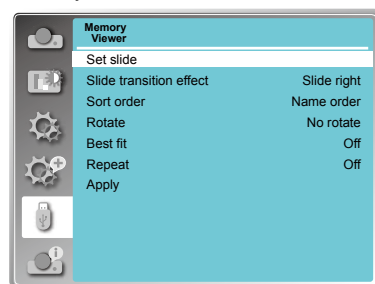 Memory
Viewer
Set slide
Slide transition effect Slide right
Sort order Name order
Rotate No rotate
Best fit Off
Repeat Off
Apply